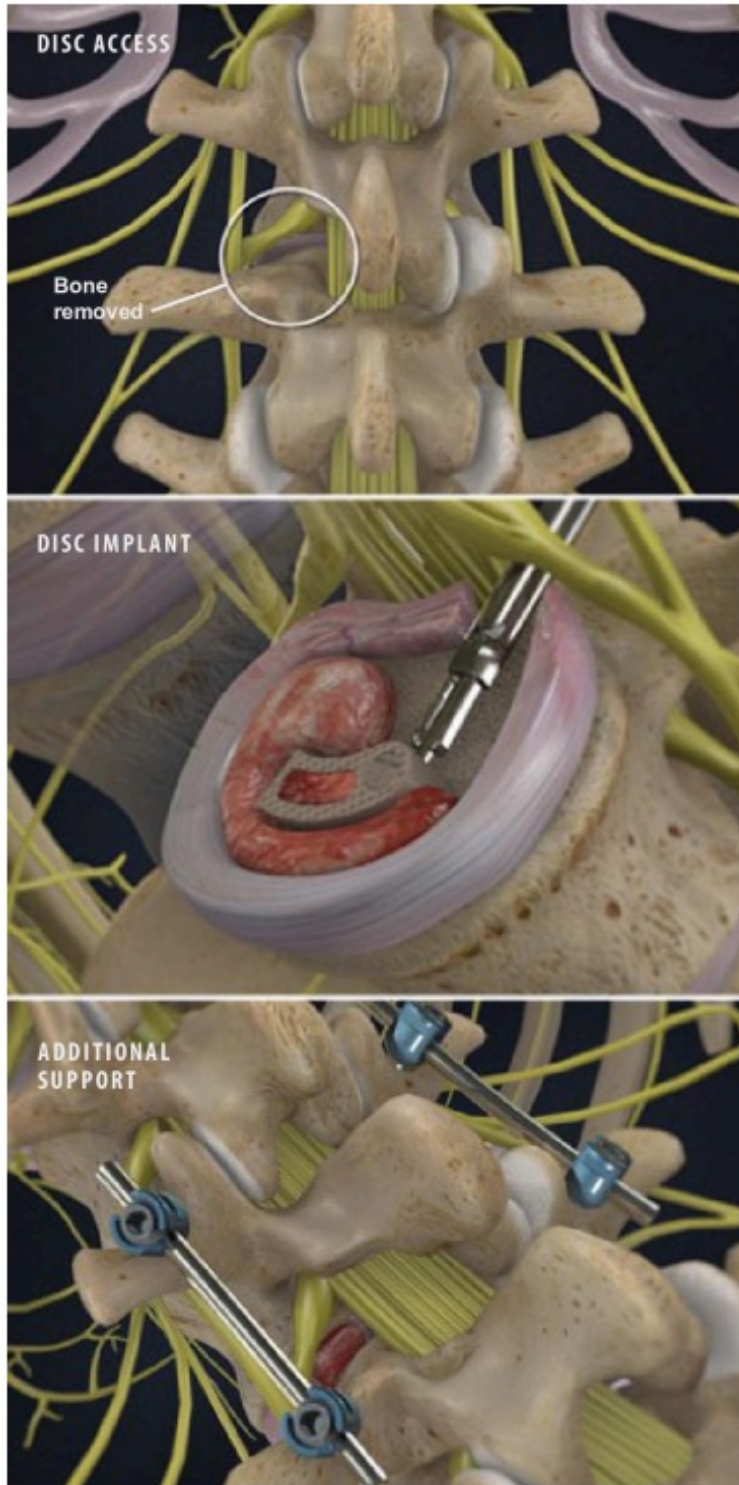 DISC ACCESS
Bone
removed
DISC IMPLANT
ADDITIONAL
SUPPORT